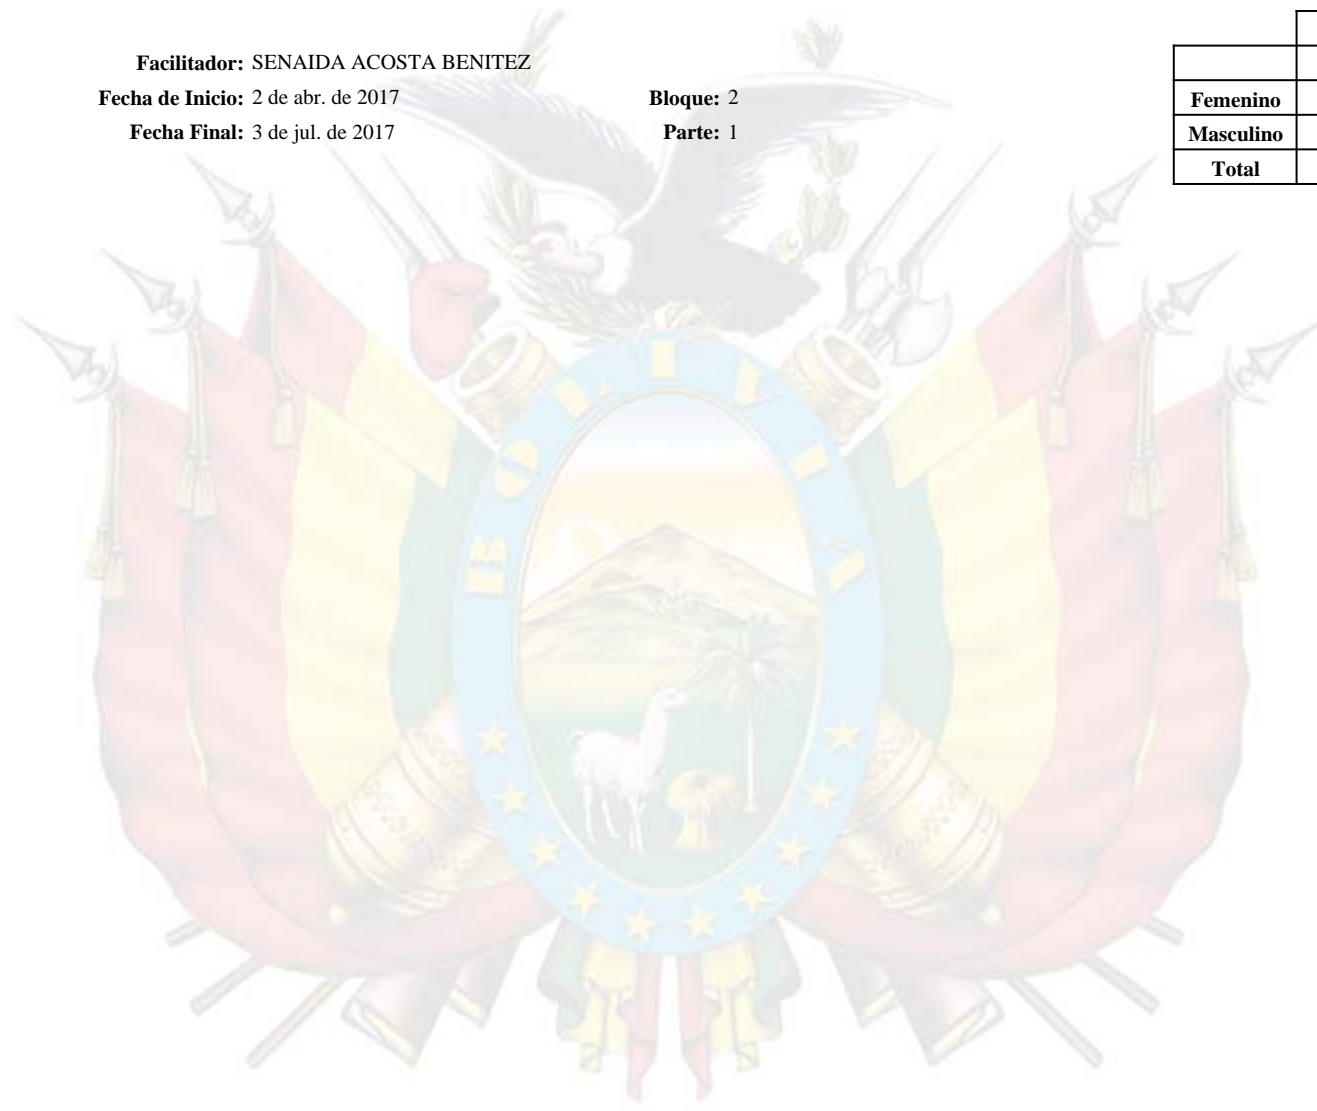 Facilitador: SENAIDA ACOSTA BENITEZ
Fecha de Inicio: 2 de abr. de 2017 Bloque: 2
Fecha Final: 3 de jul. de 2017 Parte: 1
Femenino
Masculino
Total
BOLIVIA